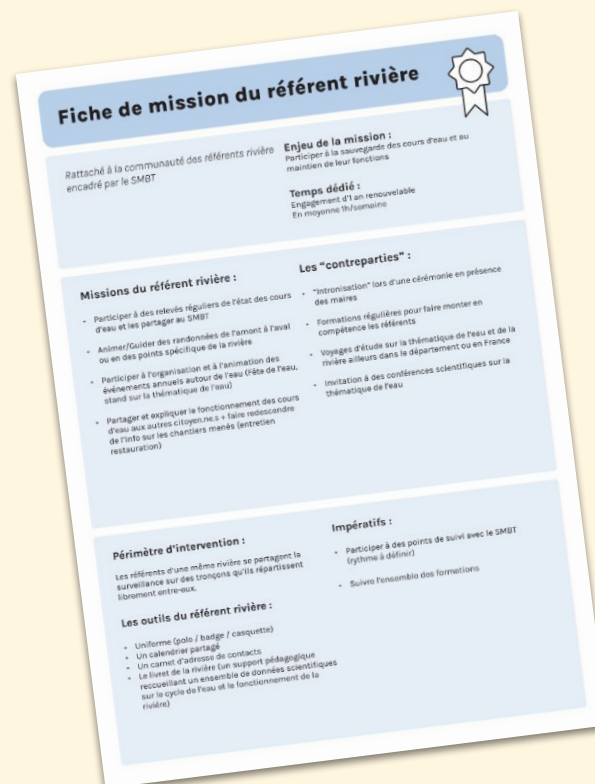 Fiche de mission du référent rivière
Rattaché à la communauté des référents rivière
encadré par le SMBT
Enjeu de la mission :
Participer à la sauvegarde des cours d'eau et au
maintien de leur fonctions
Temps dédié :
Engagement d'1 an renouvelable
En moyenne 1h/semaine
Missions du référent rivière :
• Participer à des relevés réguliers de l'état des cours
d'eau et les partager au SMBT
• Animer/Guider des randonnées de l'amont à l'aval
ou en des points spécifique de la rivière
• Participer à l'organisation et à l'animation des
événements annuels autour de l'eau (Fête de l'eau,
stand sur la thématique de l'eau)
• Partager et expliquer le fonctionnement des cours
d'eau aux autres citoyen.ne.s + faire redescendre
de l'info sur les chantiers menés (entretien
restauration)
Les "contreparties" :
• "Intronisation" lors d'une cérémonie en présence
des maires
• Formations régulières pour faire monter en
compétence les référents
• Voyages d'étude sur la thématique de l'eau et de la
rivière ailleurs dans le département ou en France
• Invitation à des conférences scientifiques sur la
thématique de l'eau
Périmètre d'intervention :
Les référents d'une même rivière se partagent la
surveillance sur des tronçons qu'ils répartissent
librement entre-eux.
Les outils du référent rivière :
• Uniforme (polo / badge / casquette)
• Un calendrier partagé
• Un carnet d'adresse de contacts
• Le livret de la rivière (un support pédagogique
reccueillant un ensemble de données scientifiques
sur le cycle de l'eau et le fonctionnement de la
rivière)
Impératifs :
• Participer à des points de suivi avec le SMBT
(rythme à définir)
• Suivre l'ensemble des formations